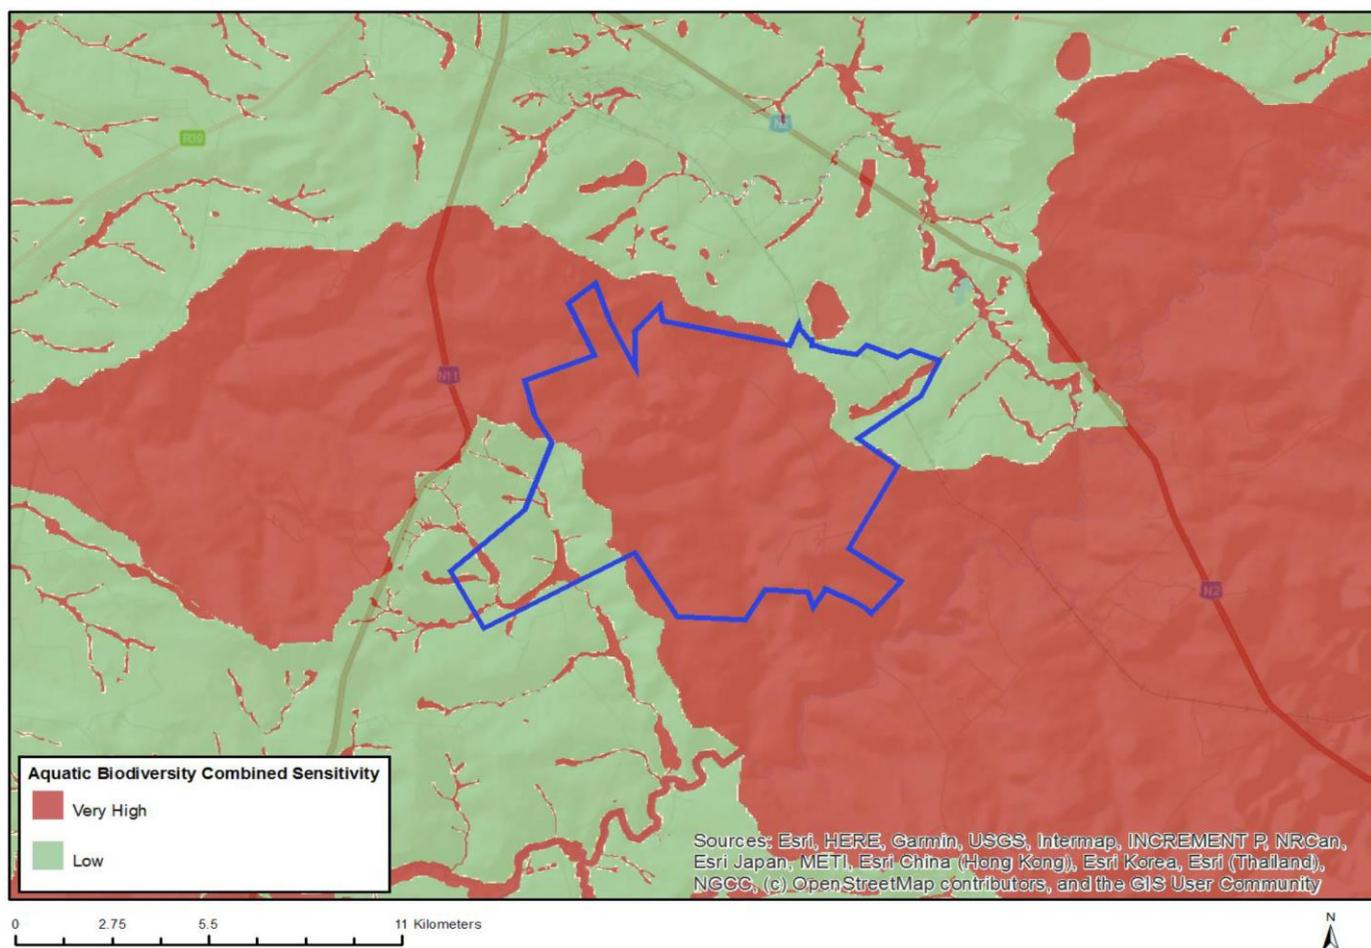 R39
N2
N11
N2
Aquatic Biodiversity Combined Sensitivity
Very High
Low
Sources: Esri, HERE, Garmin, USGS, Intermap, INCREMENT P, NRCan,
Esri Japan, METI, Esri China (Hong Kong), Esri Korea, Esri (Thailand),
NGCC, (c) OpenStreetMap contributors, and the GIS User Community
0 2.75 5.5 11 Kilometers
N